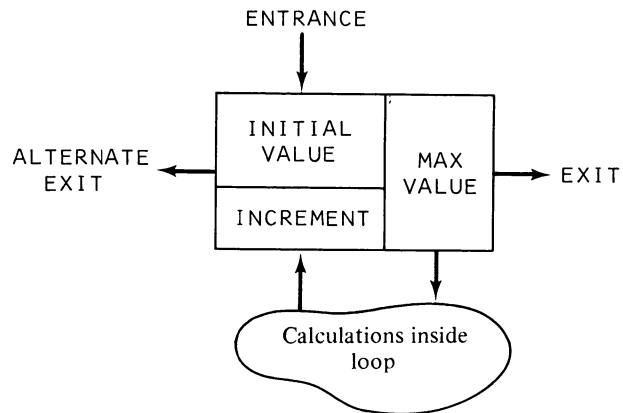 ENTRANCE
INITIAL
VALUE
ALTERNATE
EXIT
MAX
VALUE
EXIT
INCREMENT
Calculations inside
loop